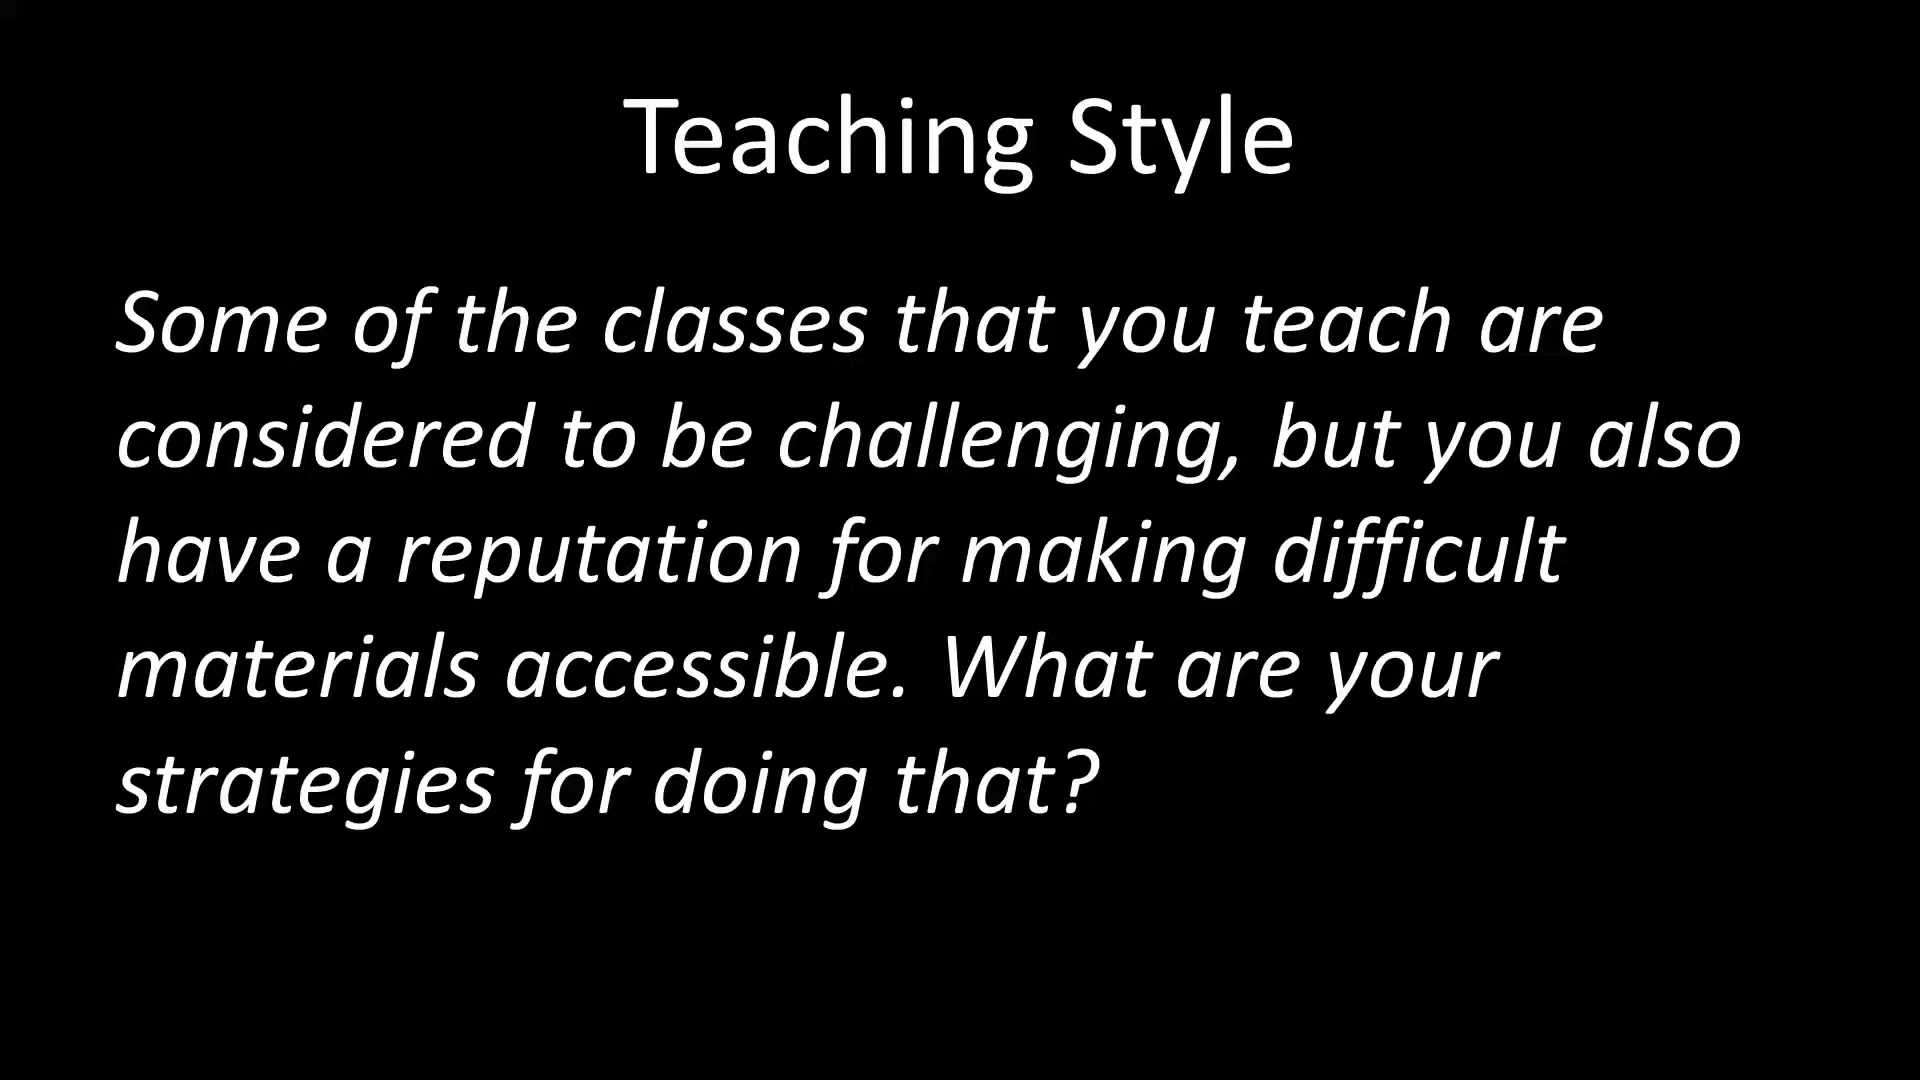 Teaching Style
Some of the classes that you teach are
considered to be challenging, but you also
have a reputation for making difficult
materials accessible. What are your
strategies for doing that?